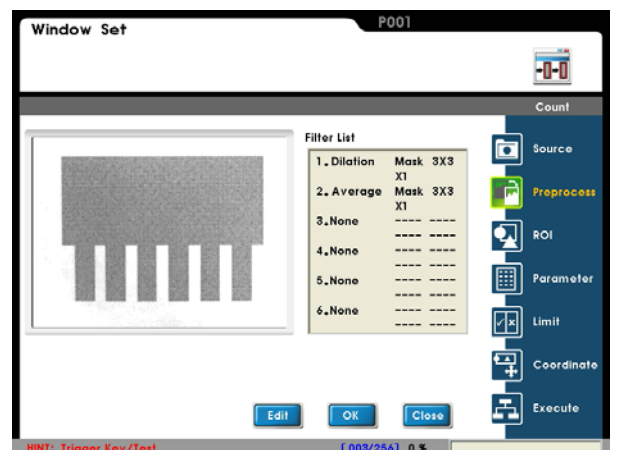 Window Set
P001
Count
Filter List
1.Dilation Mask 3X3
X1
2.Average Mask 3X3
X1
3.None ---- ----
---- ----
4.None ---- ----
---- ----
5.None ---- ----
---- ----
6.None ---- ----
---- ----
Source
Preprocess
ROI
Parameter
Limit
Coordinate
Execute
Edit OK Close
HINT: Trigger Key/Test [003/256] 0 %